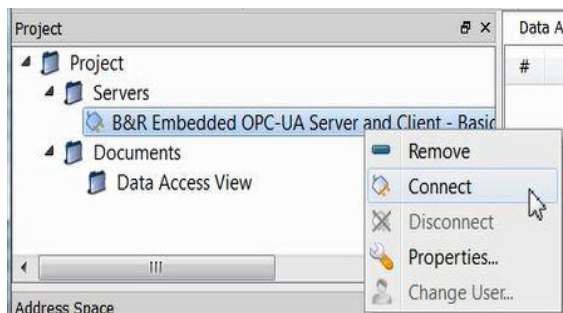 Project
Data A
Project
#
Servers
B&R Embedded OPC-UA Server and Client - Basic
Documents
Remove
Data Access View
Connect
Disconnect
Properties...
Change User...
Address Space